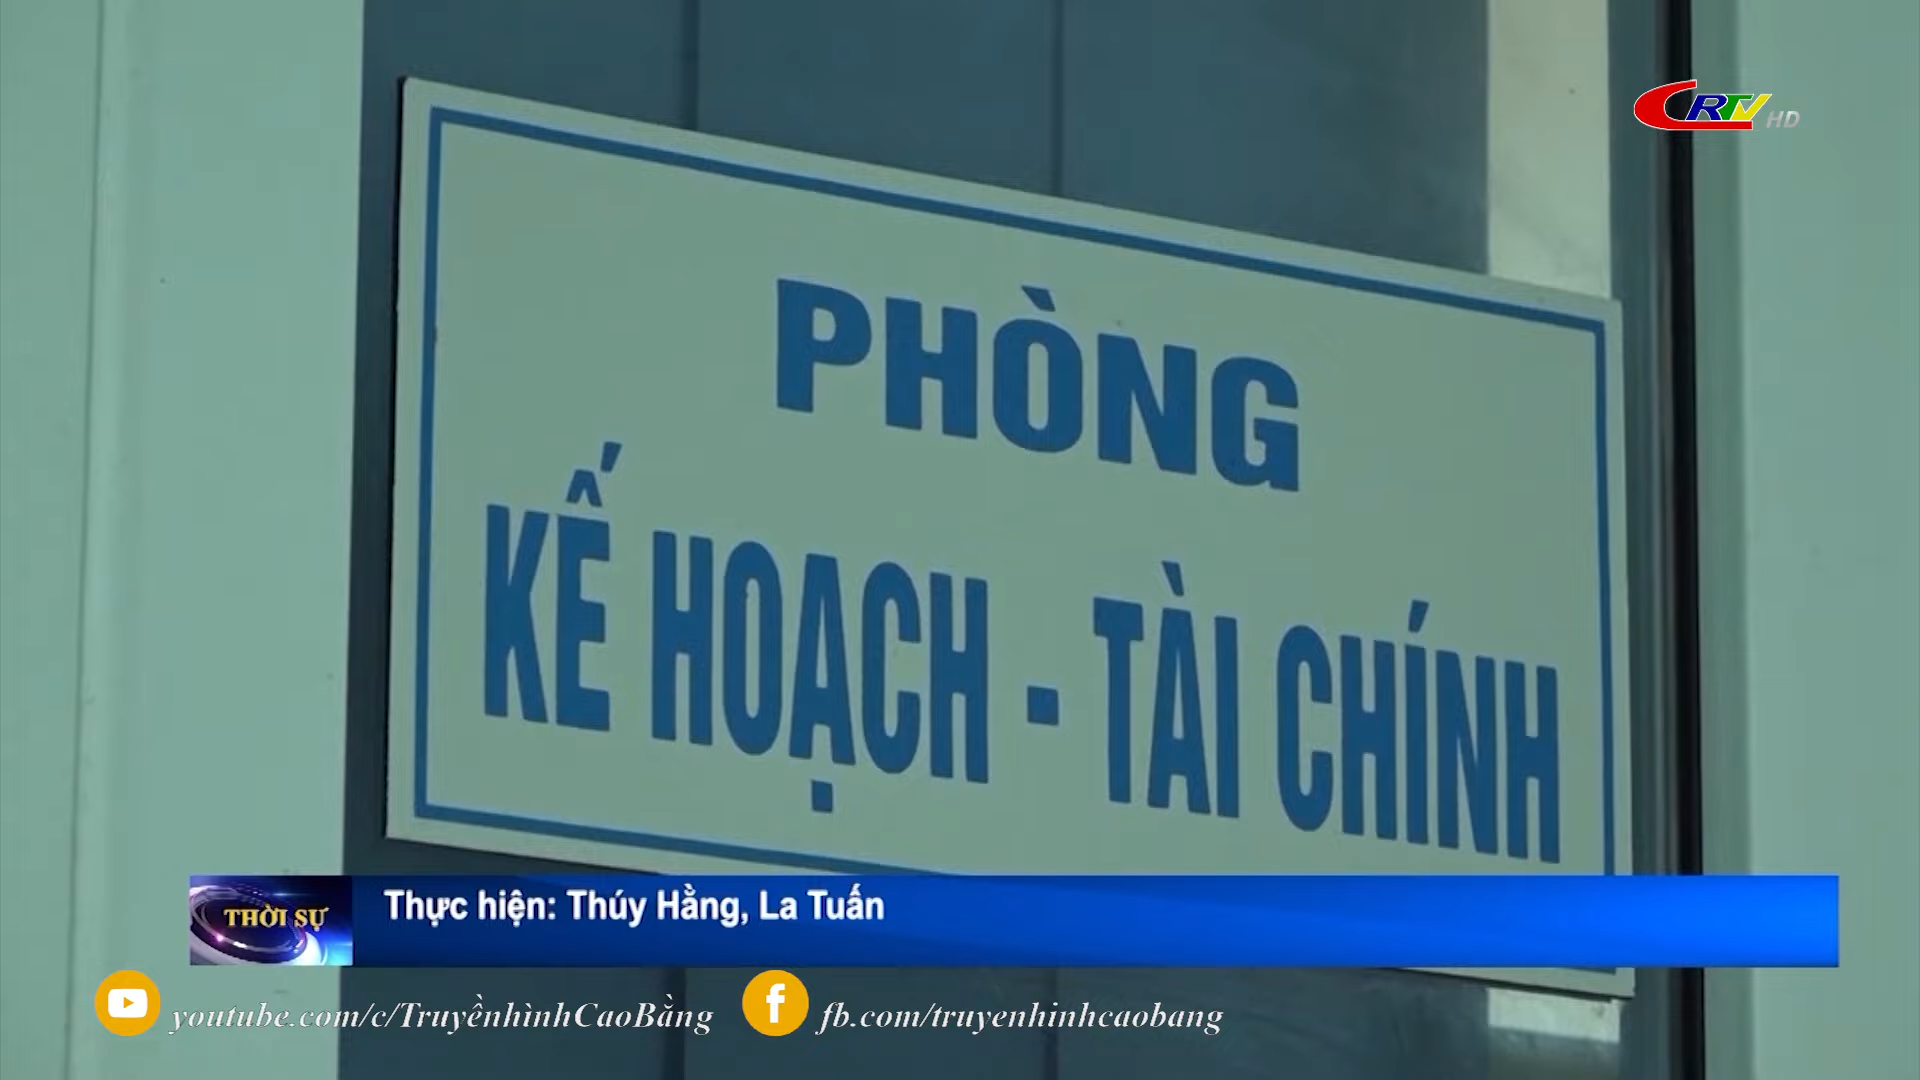 CRTV HD
PHÒNG
KẾ HOẠCH - TÀI CHÍNH
THỜI SỰ
Thực hiện: Thúy Hằng, La Tuấn
youtube.com/c/TruyềnhìnhCaoBằng
fb.com/truyenhinhcaobang